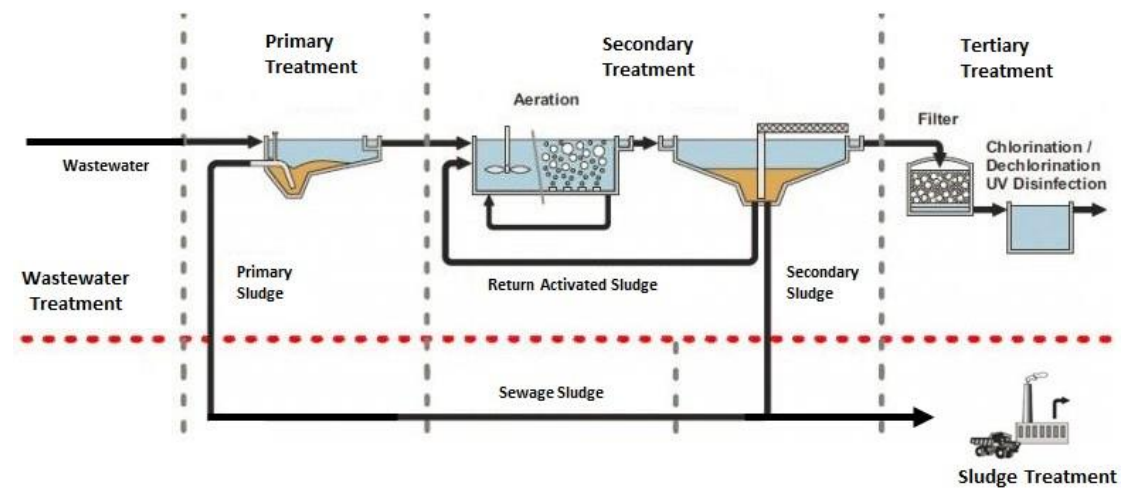 Primary
Treatment
Secondary
Treatment
Tertiary
Treatment
Aeration
Filter
Wastewater
Chlorination /
Dechlorination
UV Disinfection
Wastewater
Treatment
Primary
Sludge
Return Activated Sludge
Secondary
Sludge
Sewage Sludge
Sludge Treatment